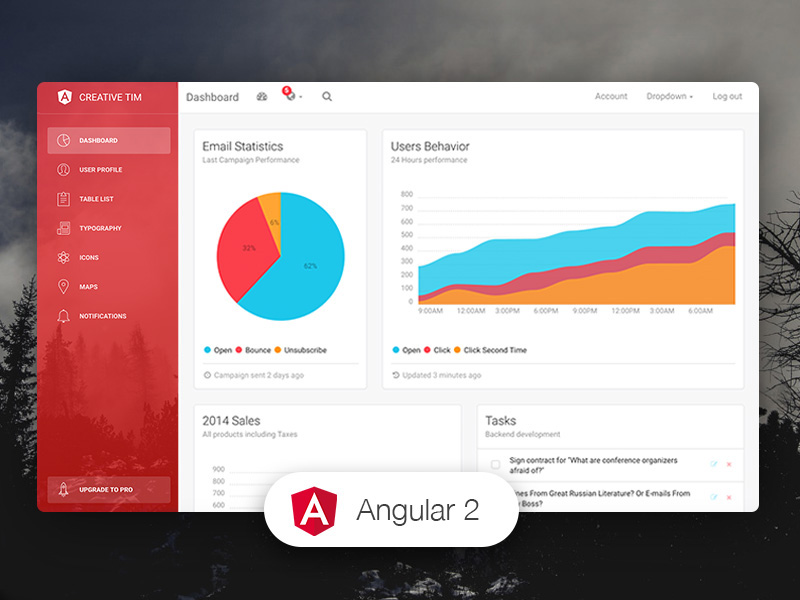 CREATIVE TIM
Dashboard
5
Account
Dropdown
Log out
DASHBOARD
USER PROFILE
TABLE LIST
TYPOGRAPHY
ICONS
MAPS
NOTIFICATIONS
UPGRADE TO PRO
Email Statistics
Last Campaign Performance
6%
32%
62%
Open Bounce Unsubscribe
Campaign sent 2 days ago
Users Behavior
24 Hours performance
800
700
600
500
400
300
200
100
0
9:00AM 12:00AM 3:00PM 6:00PM 9:00PM 12:00PM 3:00AM 6:00AM
Open Click Click Second Time
Updated 3 minutes ago
2014 Sales
All products including Taxes
900
800
700
600
Tasks
Backend development
Sign contract for "What are conference organizers
afraid of?"
From Great Russian Literature? Or E-mails From
Boss?
A Angular 2